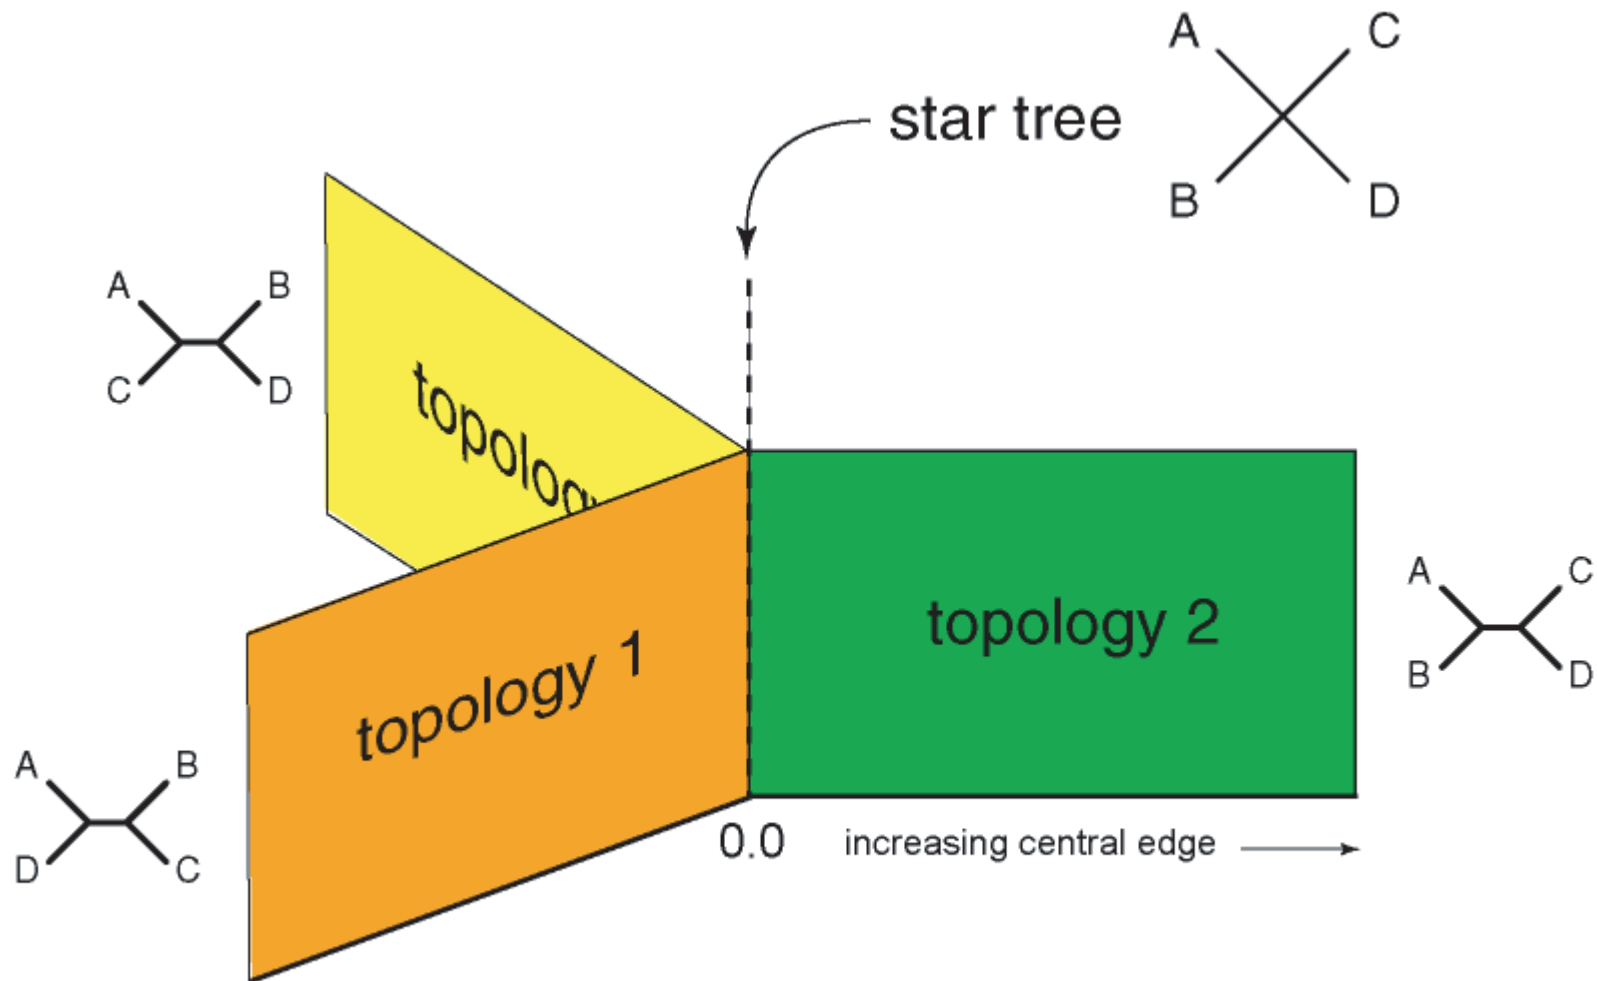 A C
star tree
B D
A B
C D
topolog
topology 2
A C
B D
topology 1
A B
D C
0.0 increasing central edge